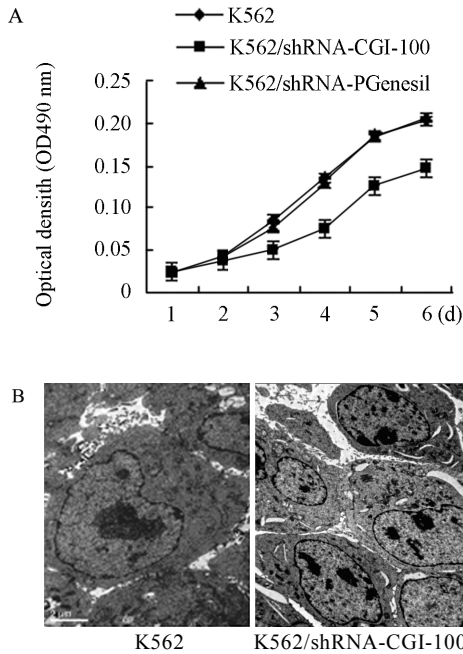 A
K562
K562/shRNA-CGI-100
K562/shRNA-PGenesil
Optical densith (OD490 nm)
0.25
0.20
0.15
0.10
0.05
0
1 2 3 4 5 6 (d)
B
K562 K562/shRNA-CGI-100